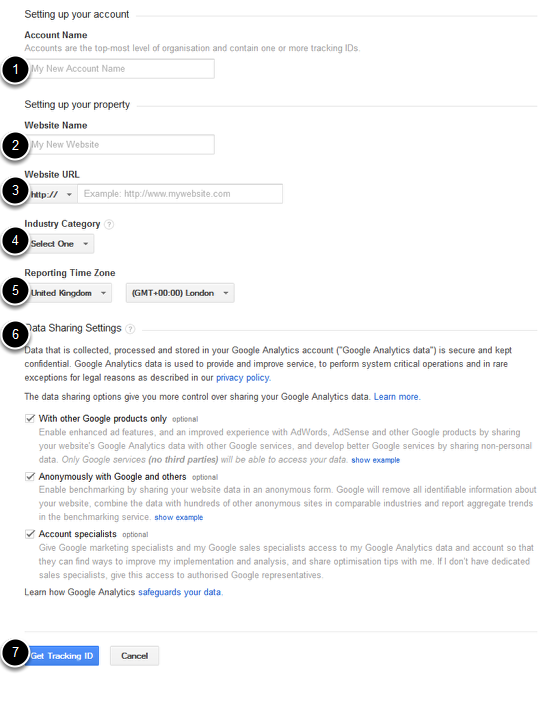 Setting up your account
Account Name
Accounts are the top-most level of organisation and contain one or more tracking IDs.
1 My New Account Name
Setting up your property
Website Name
2 My New Website
Website URL
3 http:// Example: http://www.mywebsite.com
Industry Category ?
4 Select One
Reporting Time Zone
5 United Kingdom (GMT+00:00) London
6 Data Sharing Settings ?
Data that is collected, processed and stored in your Google Analytics account ("Google Analytics data") is secure and kept
confidential. Google Analytics data is used to provide and improve service, to perform system critical operations and in rare
exceptions for legal reasons as described in our privacy policy.
The data sharing options give you more control over sharing your Google Analytics data. Learn more.
With other Google products only optional
Enable enhanced ad features, and an improved experience with AdWords, AdSense and other Google products by sharing
your website's Google Analytics data with other Google services, and develop better Google services by sharing non-personal
data. Only Google services (no third parties) will be able to access your data. show example
Anonymously with Google and others optional
Enable benchmarking by sharing your website data in an anonymous form. Google will remove all identifiable information about
your website, combine the data with hundreds of other anonymous sites in comparable industries and report aggregate trends
in the benchmarking service. show example
Account specialists optional
Give Google marketing specialists and my Google sales specialists access to my Google Analytics data and account so that
they can find ways to improve my implementation and analysis, and share optimisation tips with me. If I don't have dedicated
sales specialists, give this access to authorised Google representatives.
Learn how Google Analytics safeguards your data.
7 Get Tracking ID Cancel